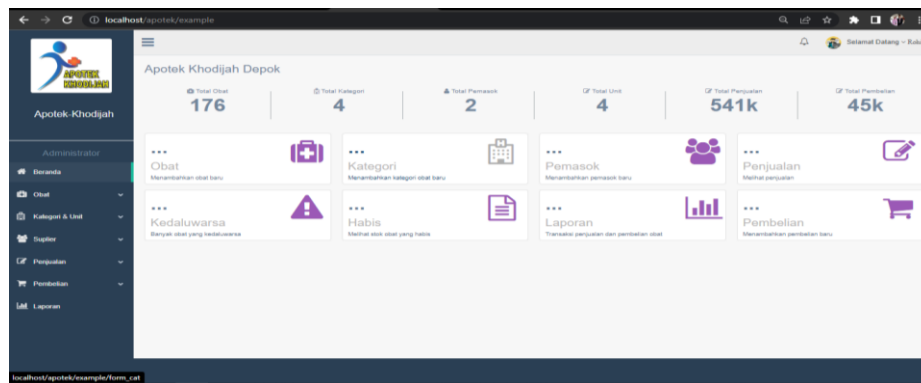 localhost/apotek/example
APOTEK
KHODIJAH
Apotek-Khodijah
Administrator
Beranda
Obat
Kategori & Unit
Suplier
Penjualan
Pembelian
Laporan
localhost/apotek/example/form_cat
Selamat Datang ~
Apotek Khodijah Depok
Total Obat
176
Total Kategori
4
Total Pemasok
2
Total Unit
4
Total Penjualan
541k
Total Pembelian
45k
...
Obat
Menambahkan obat baru
...
Kategori
Menambahkan kategori obat baru
...
Pemasok
Menambahkan pemasok baru
...
Penjualan
Melihat penjualan
...
Kedaluwarsa
Banyak obat yang kedaluwarsa
...
Habis
Melihat stok obat yang habis
...
Laporan
Transaksi penjualan dan pembelian obat
...
Pembelian
Menambahkan pembelian baru